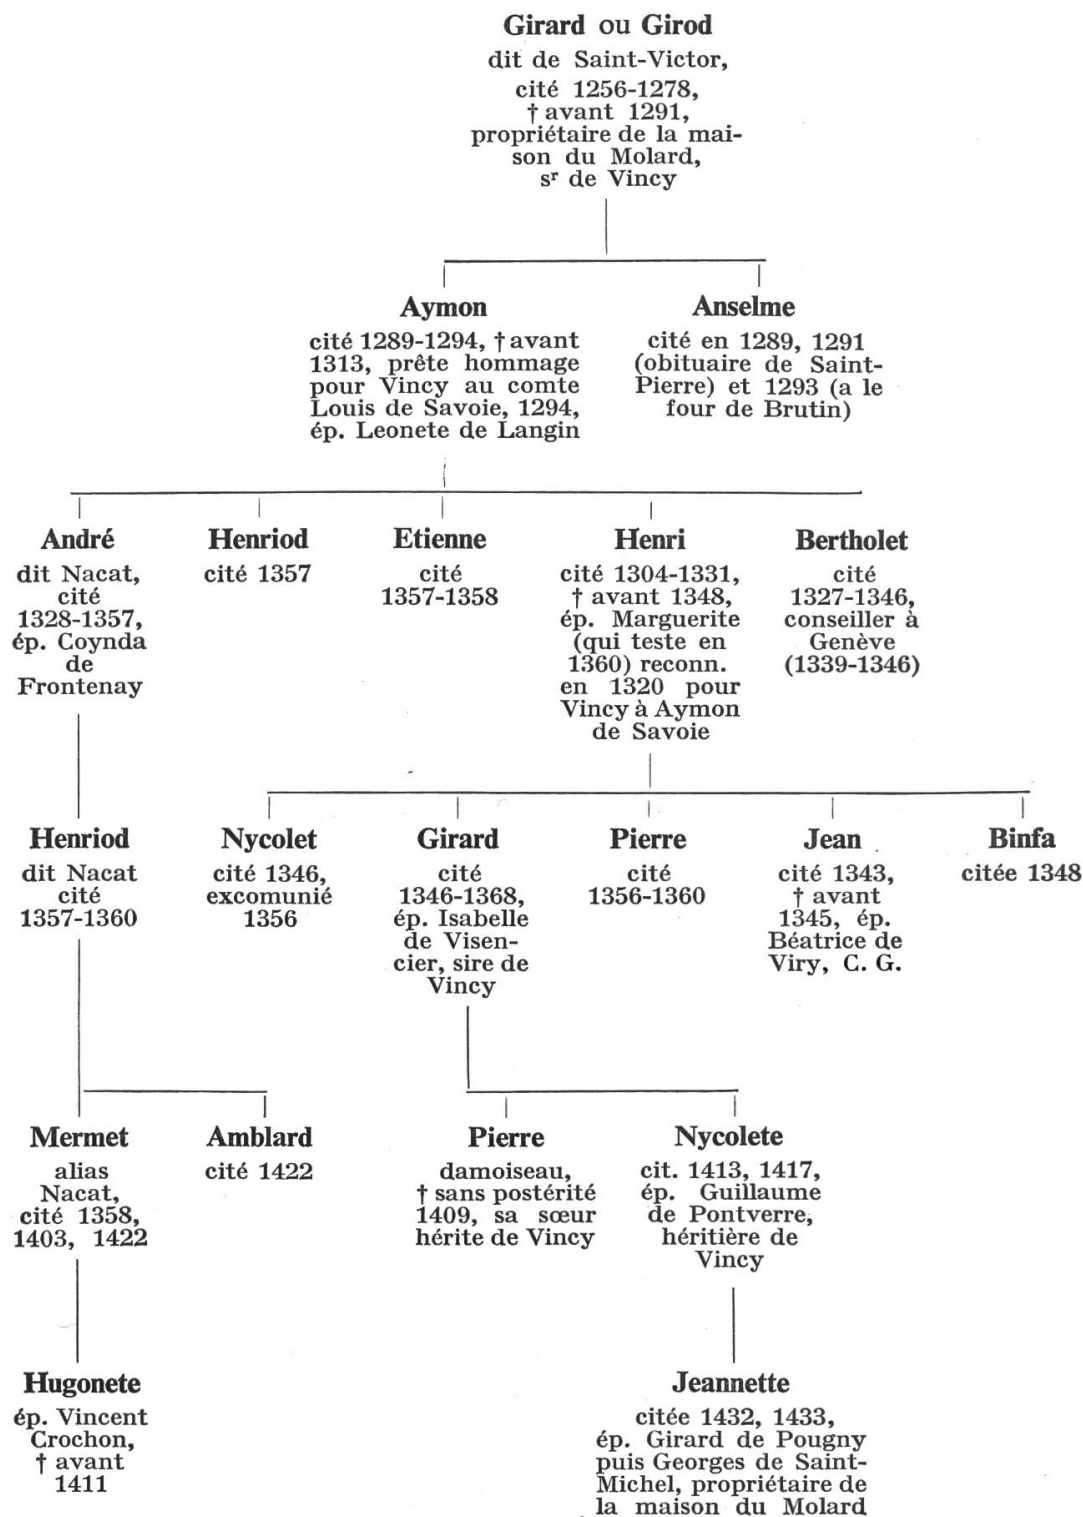 Girard ou Girod
dit de Saint-Victor,
cité 1256-1278,
† avant 1291,
propriétaire de la mai-
son du Molard,
sʳ de Vincy
Aymon
cité 1289-1294, † avant
1313, prête hommage
pour Vincy au comte
Louis de Savoie, 1294,
ép. Leonete de Langin
Anselme
cité en 1289, 1291
(obituaire de Saint-
Pierre) et 1293 (a le
four de Brutin)
André
dit Nacat,
cité
1328-1357,
ép. Coynda
de
Frontenay
Henriod
cité 1357
Etienne
cité
1357-1358
Henri
cité 1304-1331,
† avant 1348,
ép. Marguerite
(qui teste en
1360) reconn.
en 1320 pour
Vincy à Aymon
de Savoie
Bertholet
cité
1327-1346,
conseiller à
Genève
(1339-1346)
Henriod
dit Nacat
cité
1357-1360
Nycolet
cité 1346,
excomunié
1356
Girard
cité
1346-1368,
ép. Isabelle
de Visen-
cier, sire de
Vincy
Pierre
cité
1356-1360
Jean
cité 1343,
† avant
1345, ép.
Béatrice de
Viry, C. G.
Binfa
citée 1348
Mermet
alias
Nacat,
cité 1358,
1403, 1422
Amblard
cité 1422
Pierre
damoiseau,
† sans postérité
1409, sa sœur
hérite de Vincy
Nycolete
cit. 1413, 1417,
ép. Guillaume
de Pontverre,
héritière de
Vincy
Hugonete
ép. Vincent
Crochon,
† avant
1411
Jeannette
citée 1432, 1433,
ép. Girard de Pougny
puis Georges de Saint-
Michel, propriétaire de
la maison du Molard